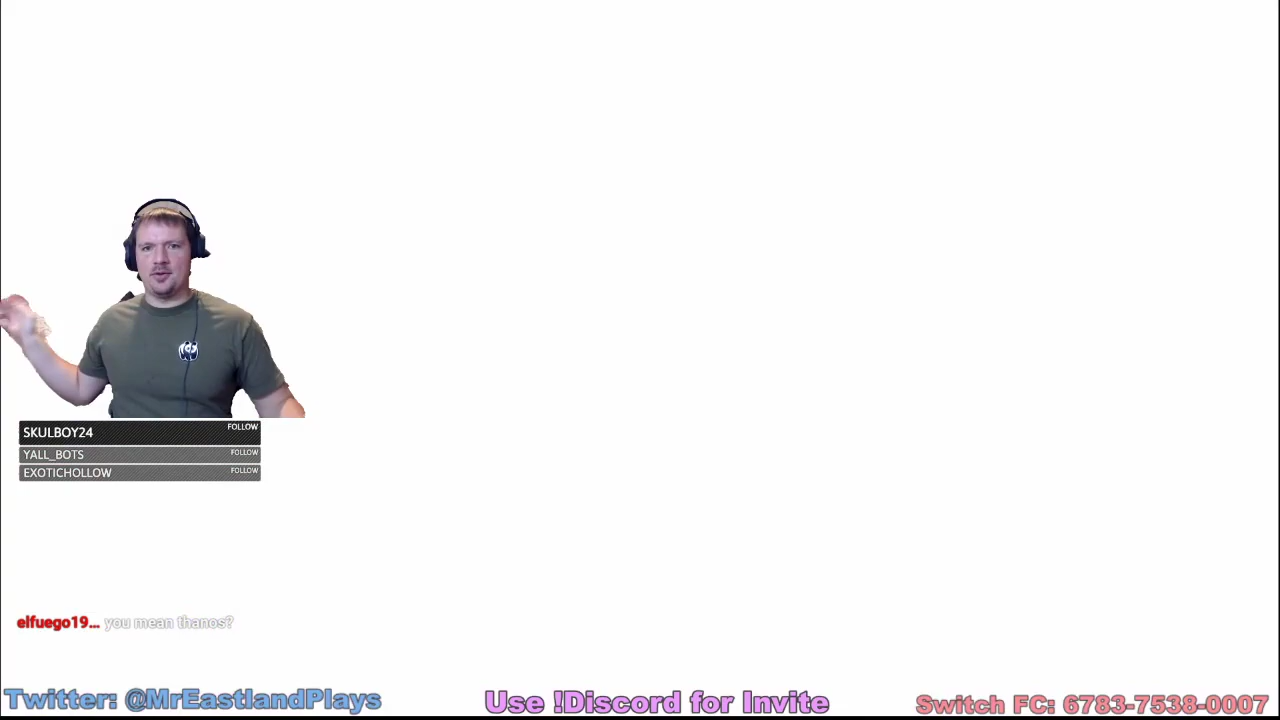 SKULBOY24 FOLLOW
YALL_BOTS FOLLOW
EXOTICHOLLOW FOLLOW
elfuego19... you mean thanos?
Twitter: @MrEastlandPlays Use !Discord for Invite Switch FC: 6783-7538-0007